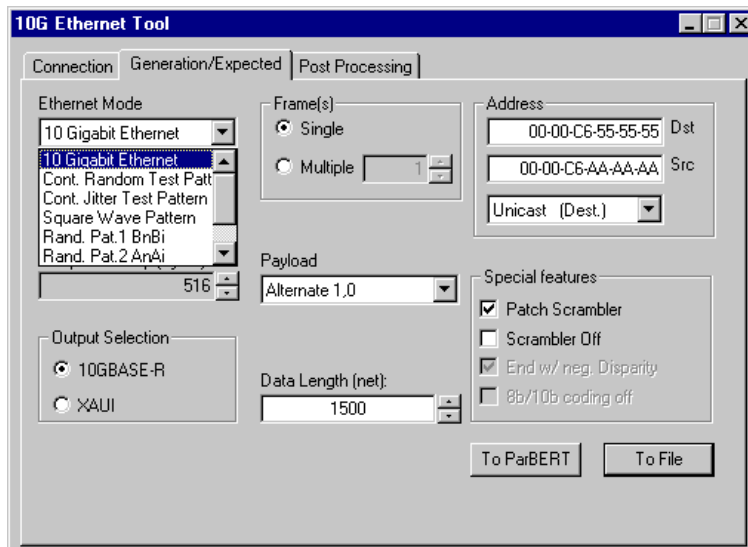 10G Ethernet Tool
Connection
Generation/Expected
Post Processing
Ethernet Mode
10 Gigabit Ethernet
10 Gigabit Ethernet
Cont. Random Test Patt
Cont. Jitter Test Pattern
Square Wave Pattern
Rand. Pat.1 BnBi
Rand. Pat.2 AnAi
516
Output Selection
10GBASE-R
XAUI
Frame(s)
Single
Multiple
1
Payload
Alternate 1,0
Data Length (net):
1500
Address
00-00-C6-55-55-55 Dst
00-00-C6-AA-AA-AA Src
Unicast (Dest.)
Special features
Patch Scrambler
Scrambler Off
End w/ neg. Disparity
8b/10b coding off
To ParBERT
To File